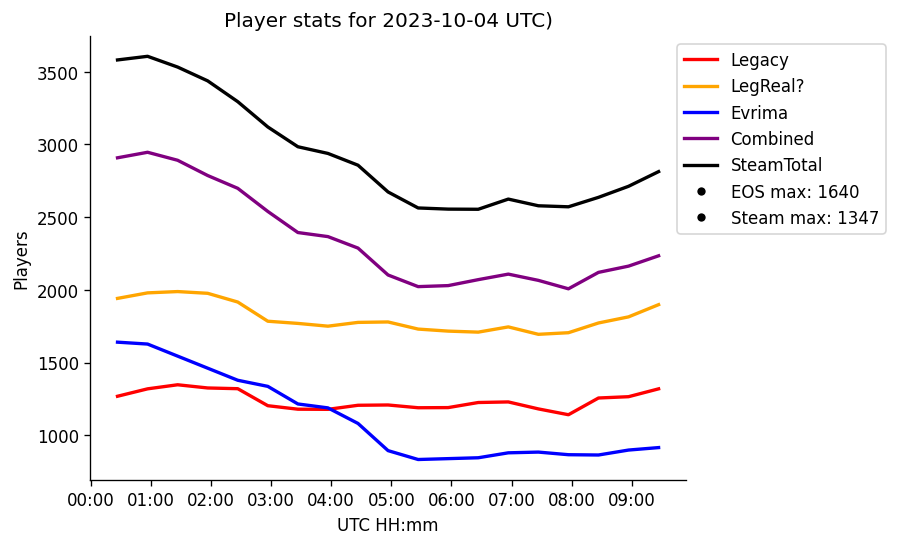 Player stats for 2023-10-04 UTC)
Legacy
LegReal?
Evrima
Combined
SteamTotal
EOS max: 1640
Steam max: 1347
Players
3500
3000
2500
2000
1500
1000
00:00 01:00 02:00 03:00 04:00 05:00 06:00 07:00 08:00 09:00
UTC HH:mm